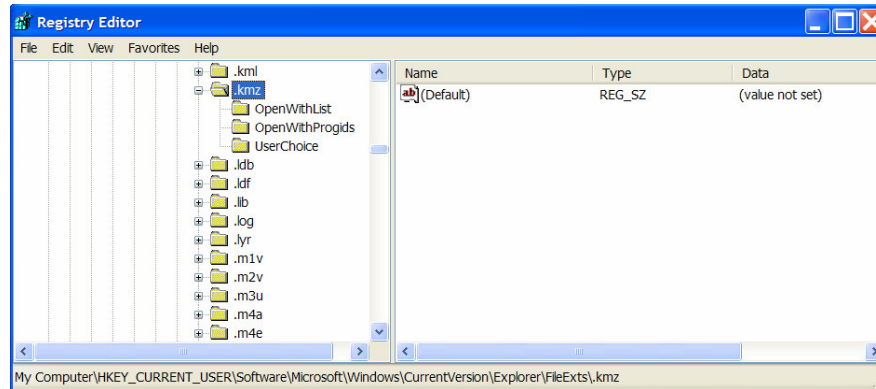 Registry Editor
File Edit View Favorites Help
.kml
.kmz
OpenWithList
OpenWithProgids
UserChoice
.ldb
.ldf
.lib
.log
.lyr
.m1v
.m2v
.m3u
.m4a
.m4e
Name Type Data
ab (Default) REG_SZ (value not set)
My Computer\HKEY_CURRENT_USER\Software\Microsoft\Windows\CurrentVersion\Explorer\FileExts\.kmz